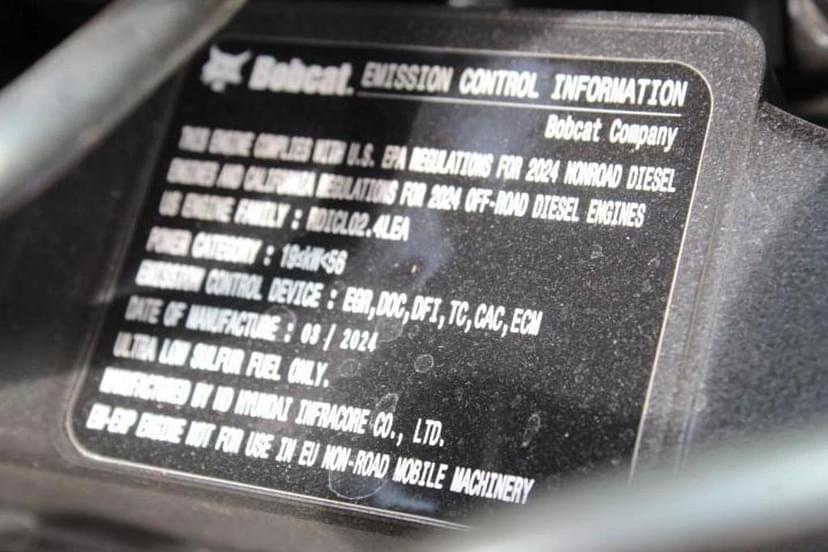 Bobcat. EMISSION CONTROL INFORMATION
Bobcat Company
THIS ENGINE COMPLIES WITH U.S. EPA REGULATIONS FOR 2024 NONROAD DIESEL
ENGINES AND CALIFORNIA REGULATIONS FOR 2024 OFF-ROAD DIESEL ENGINES
US ENGINE FAMILY : RDICL02.4LEA
POWER CATEGORY : 19≤kW<56
EMISSION CONTROL DEVICE : EGR,DOC,DFI,TC,CAC,ECM
DATE OF MANUFACTURE : 03 / 2024
ULTRA LOW SULFUR FUEL ONLY.
MANUFACTURED BY HD HYUNDAI INFRACORE CO., LTD.
ENGINE NOT FOR USE IN EU NON-ROAD MOBILE MACHINERY